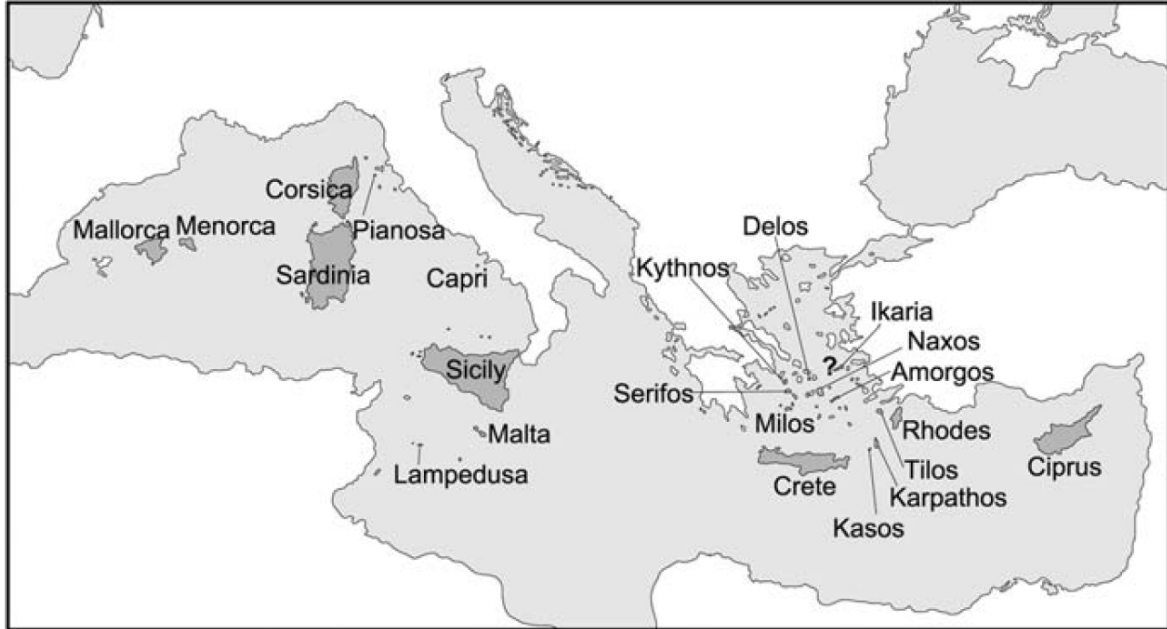 Corsica
Mallorca
Menorca
Pianosa
Sardinia
Capri
Delos
Kythnos
Ikaria
?
Naxos
Amorgos
Sicily
Serifos
Milos
Malta
Rhodes
Lampedusa
Tilos
Ciprus
Crete
Karpathos
Kasos